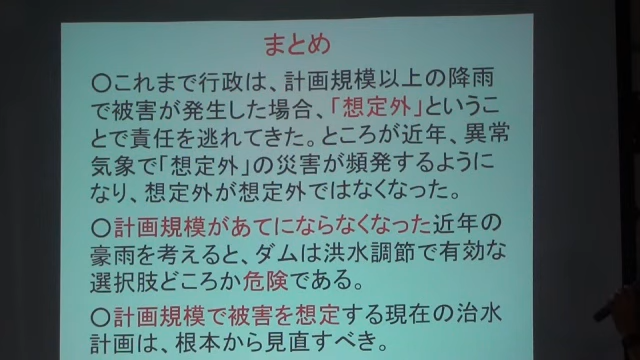 まとめ
○これまで行政は、計画規模以上の降雨
で被害が発生した場合、「想定外」というこ
とで責任を逃れてきた。ところが近年、異常
気象で「想定外」の災害が頻発するように
なり、想定外が想定外ではなくなった。
○計画規模があてにならなくなった近年の
豪雨を考えると、ダムは洪水調節で有効な
選択肢どころか危険である。
○計画規模で被害を想定する現在の治水
計画は、根本から見直すべき。